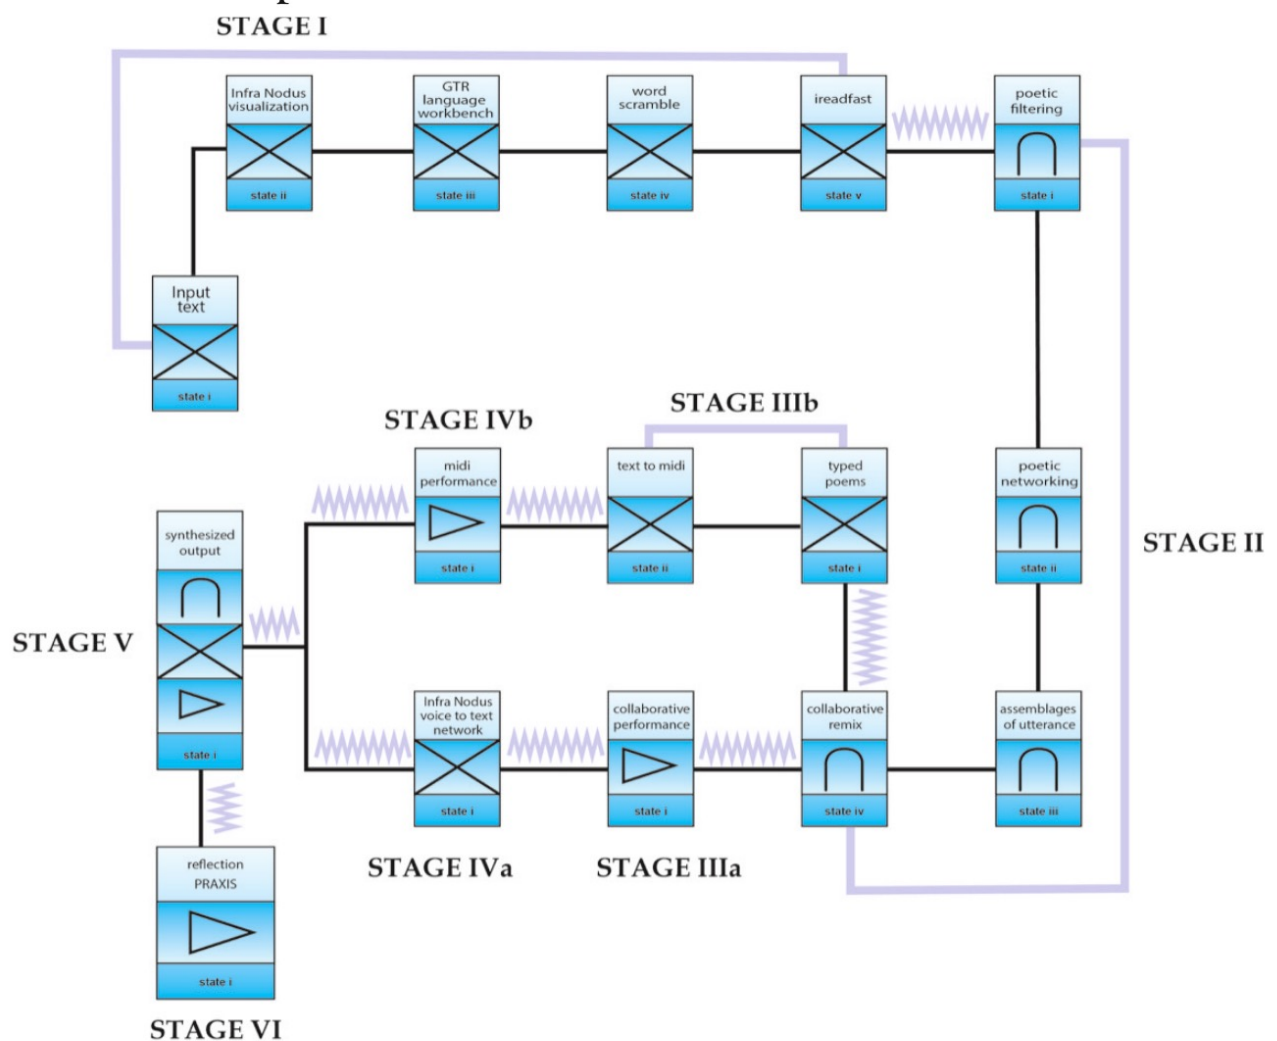 STAGE I
Infra Nodus
visualization
state ii
GTR
language
workbench
state iii
word
scramble
state iv
ireadfast
state v
poetic
filtering
state i
Input
text
state i
STAGE IVb
STAGE IIIb
midi
performance
state i
text to midi
state ii
typed
poems
state i
poetic
networking
state ii
STAGE II
synthesized
output
state i
STAGE V
Infra Nodus
voice to text
network
state i
collaborative
performance
state i
collaborative
remix
state iv
assemblages
of utterance
state iii
STAGE IVa
STAGE IIIa
reflection
PRAXIS
state i
STAGE VI